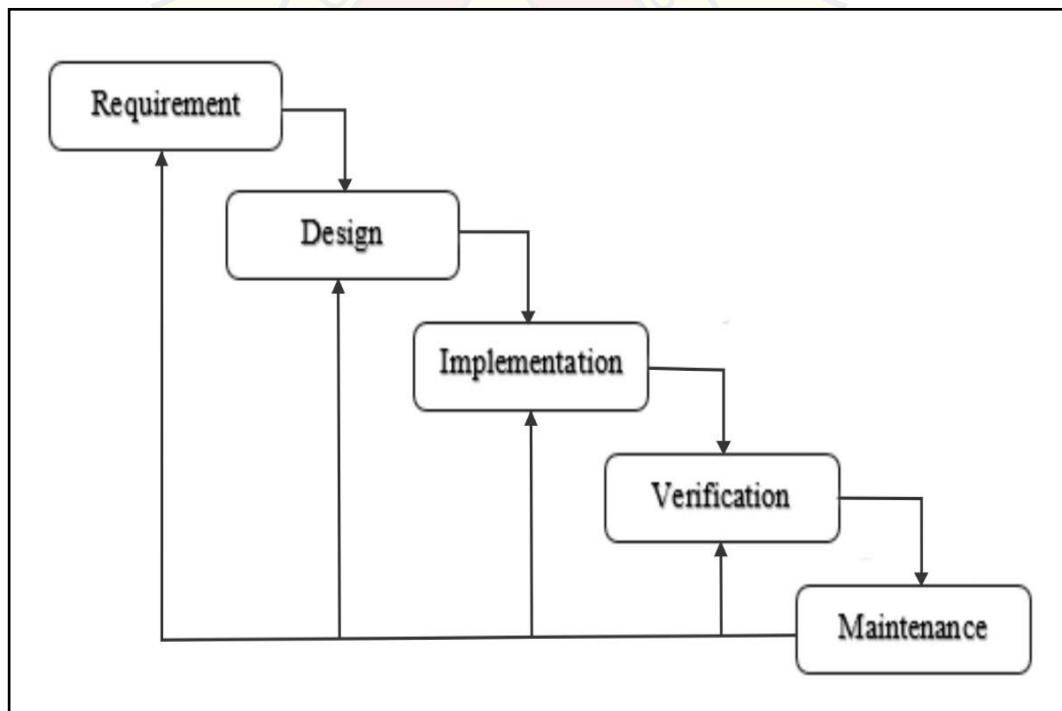 Requirement
Design
Implementation
Verification
Maintenance